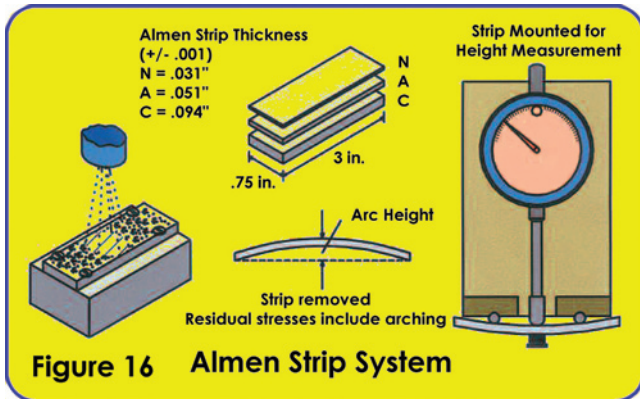 Almen Strip Thickness
(+/- .001)
N = .031"
A = .051"
C = .094"
N
A
C
3 in.
.75 in.
Strip Mounted for
Height Measurement
Arc Height
Strip removed
Residual stresses include arching
Figure 16 Almen Strip System